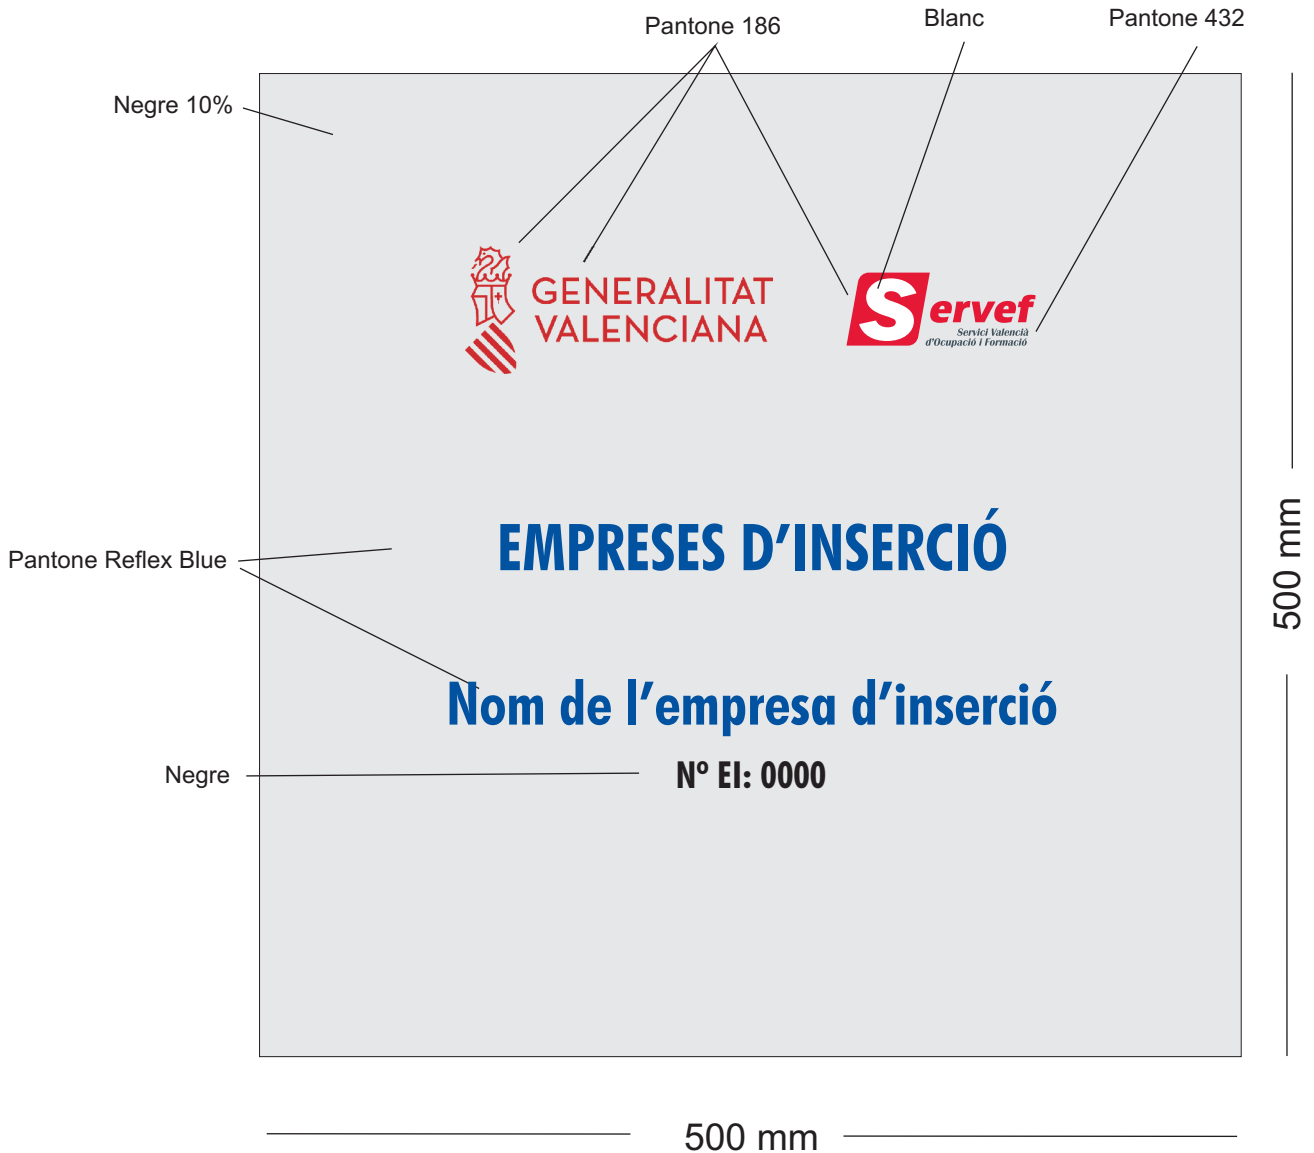 Pantone 186
Blanc
Pantone 432
Negre 10%
GENERALITAT
VALENCIANA
Servef
Servici Valencià
d'Ocupació i Formació
EMPRESES D’INSERCIÓ
Pantone Reflex Blue
500 mm
Nom de l’empresa d’inserció
Negre
Nº EI: 0000
500 mm